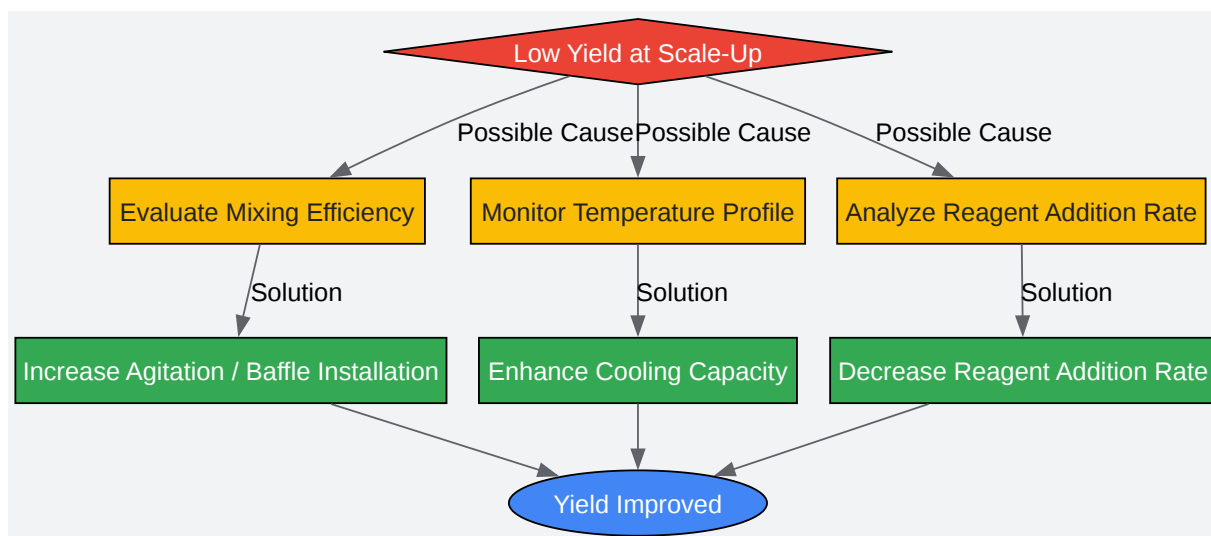 Low Yield at Scale-Up
Possible Cause
Possible Cause
Possible Cause
Evaluate Mixing Efficiency
Monitor Temperature Profile
Analyze Reagent Addition Rate
Solution
Solution
Solution
Increase Agitation / Baffle Installation
Enhance Cooling Capacity
Decrease Reagent Addition Rate
Yield Improved